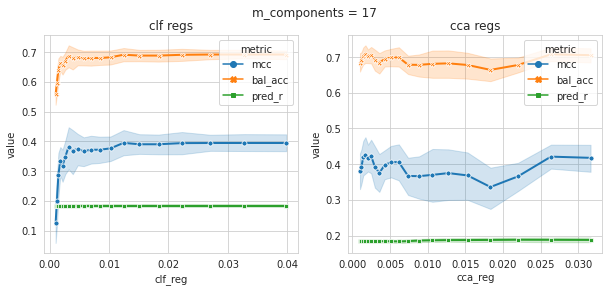 m_components = 17
clf regs
metric
mcc
bal_acc
pred_r
value
0.7
0.6
0.5
0.4
0.3
0.2
0.1
0.00
0.01
0.02
0.03
0.04
clf_reg
cca regs
metric
mcc
bal_acc
pred_r
value
0.7
0.6
0.5
0.4
0.3
0.2
0.000
0.005
0.010
0.015
0.020
0.025
0.030
cca_reg